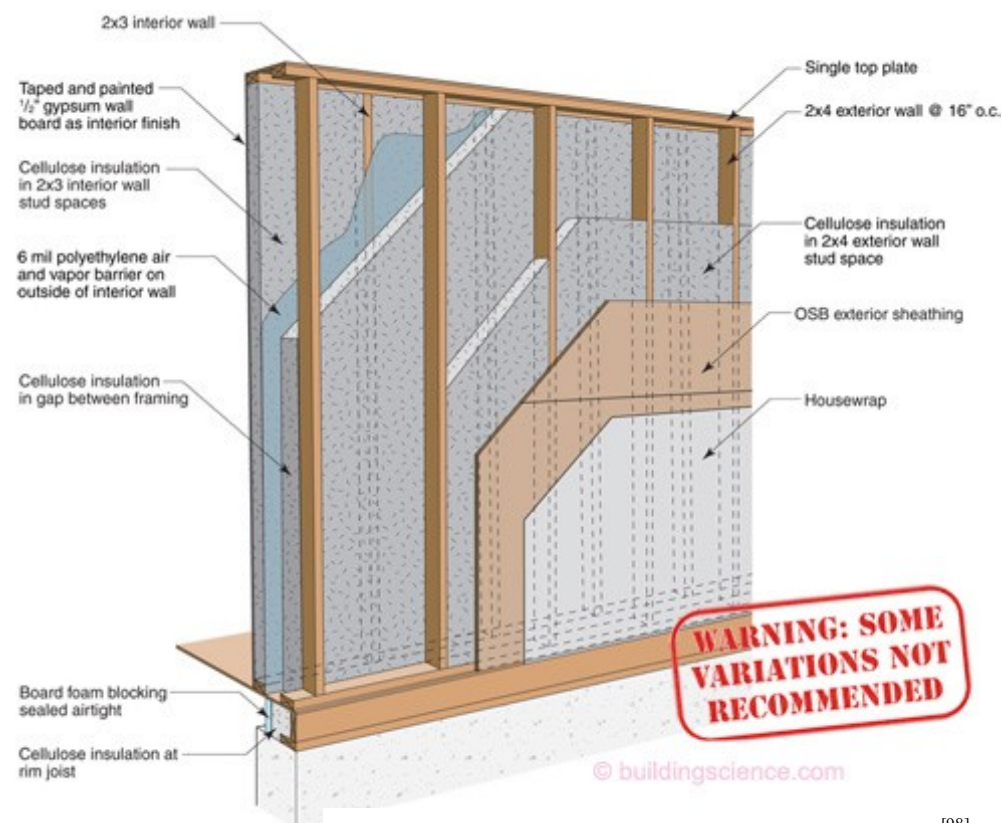 2x3 interior wall
Taped and painted
½" gypsum wall
board as interior finish
Cellulose insulation
in 2x3 interior wall
stud spaces
6 mil polyethylene air
and vapor barrier on
outside of interior wall
Cellulose insulation
in gap between framing
Board foam blocking
sealed airtight
Cellulose insulation at
rim joist
Single top plate
2x4 exterior wall @ 16" o.c.
Cellulose insulation
in 2x4 exterior wall
stud space
OSB exterior sheathing
Housewrap
WARNING: SOME
VARIATIONS NOT
RECOMMENDED
© buildingscience.com